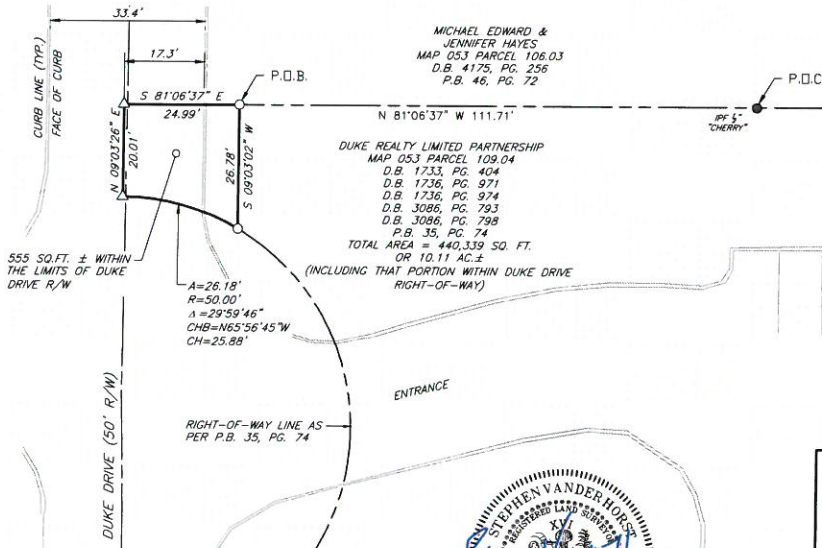 33.4'
17.3'
CURB LINE (TYP.)
FACE OF CURB
S 81°06'37" E
24.99'
P.O.B.
MICHAEL EDWARD &
JENNIFER HAYES
MAP 053 PARCEL 106.03
D.B. 4175, PG. 256
P.B. 46, PG. 72
P.O.C
N 81°06'37" W 111.71'
IPF ½"
"CHERRY"
N 09°03'26" E
20.01'
26.78'
S 09°03'02" W
DUKE REALTY LIMITED PARTNERSHIP
MAP 053 PARCEL 109.04
D.B. 1733, PG. 404
D.B. 1736, PG. 971
D.B. 1736, PG. 974
D.B. 3086, PG. 793
D.B. 3086, PG. 798
P.B. 35, PG. 74
TOTAL AREA = 440,339 SQ. FT.
OR 10.11 AC.±
(INCLUDING THAT PORTION WITHIN DUKE DRIVE
RIGHT-OF-WAY)
555 SQ.FT. ± WITHIN
THE LIMITS OF DUKE
DRIVE R/W
A=26.18'
R=50.00'
Δ=29°59'46"
CHB=N65°56'45"W
CH=25.88'
ENTRANCE
RIGHT-OF-WAY LINE AS
PER P.B. 35, PG. 74
DUKE DRIVE (50' R/W)
STEPHEN VANDERHORST
REGISTERED LAND SURVEYOR
XVI